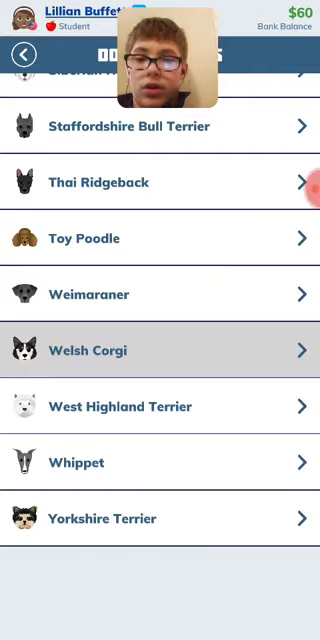 Lillian Buffett
$60
Student
Bank Balance
Staffordshire Bull Terrier
Thai Ridgeback
Toy Poodle
Weimaraner
Welsh Corgi
West Highland Terrier
Whippet
Yorkshire Terrier